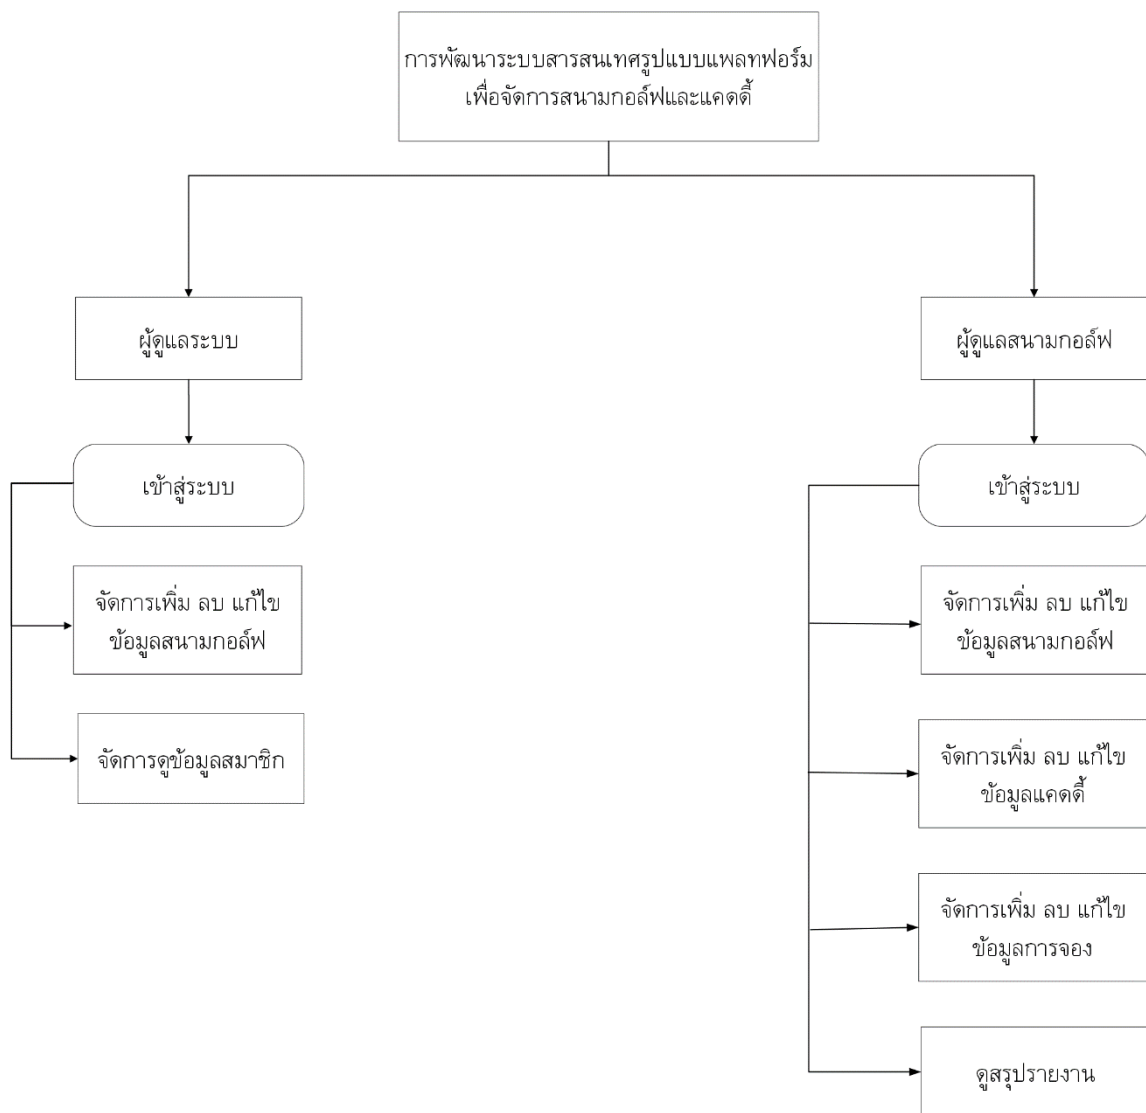 การพัฒนาระบบสารสนเทศรูปแบบแพลทฟอร์ม
เพื่อจัดการสนามกอล์ฟและแคดดี้
ผู้ดูแลระบบ
เข้าสู่ระบบ
จัดการเพิ่ม ลบ แก้ไข
ข้อมูลสนามกอล์ฟ
จัดการดูข้อมูลสมาชิก
ผู้ดูแลสนามกอล์ฟ
เข้าสู่ระบบ
จัดการเพิ่ม ลบ แก้ไข
ข้อมูลสนามกอล์ฟ
จัดการเพิ่ม ลบ แก้ไข
ข้อมูลแคดดี้
จัดการเพิ่ม ลบ แก้ไข
ข้อมูลการจอง
ดูสรุปรายงาน